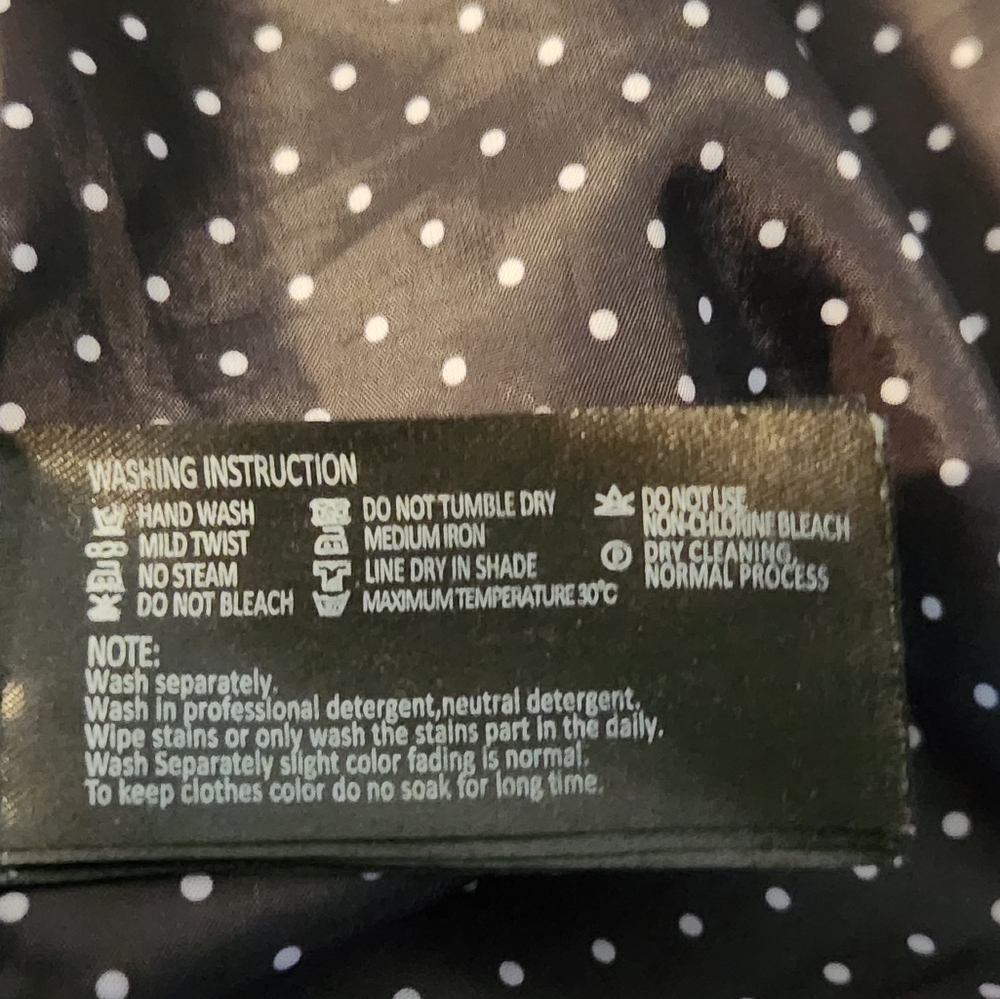 WASHING INSTRUCTION
HAND WASH
MILD TWIST
NO STEAM
DO NOT BLEACH
DO NOT TUMBLE DRY
MEDIUM IRON
LINE DRY IN SHADE
MAXIMUM TEMPERATURE 30°C
DO NOT USE
NON-CHLORINE BLEACH
DRY CLEANING,
NORMAL PROCESS
NOTE:
Wash separately.
Wash in professional detergent,neutral detergent.
Wipe stains or only wash the stains part in the daily.
Wash Separately slight color fading is normal.
To keep clothes color do no soak for long time.